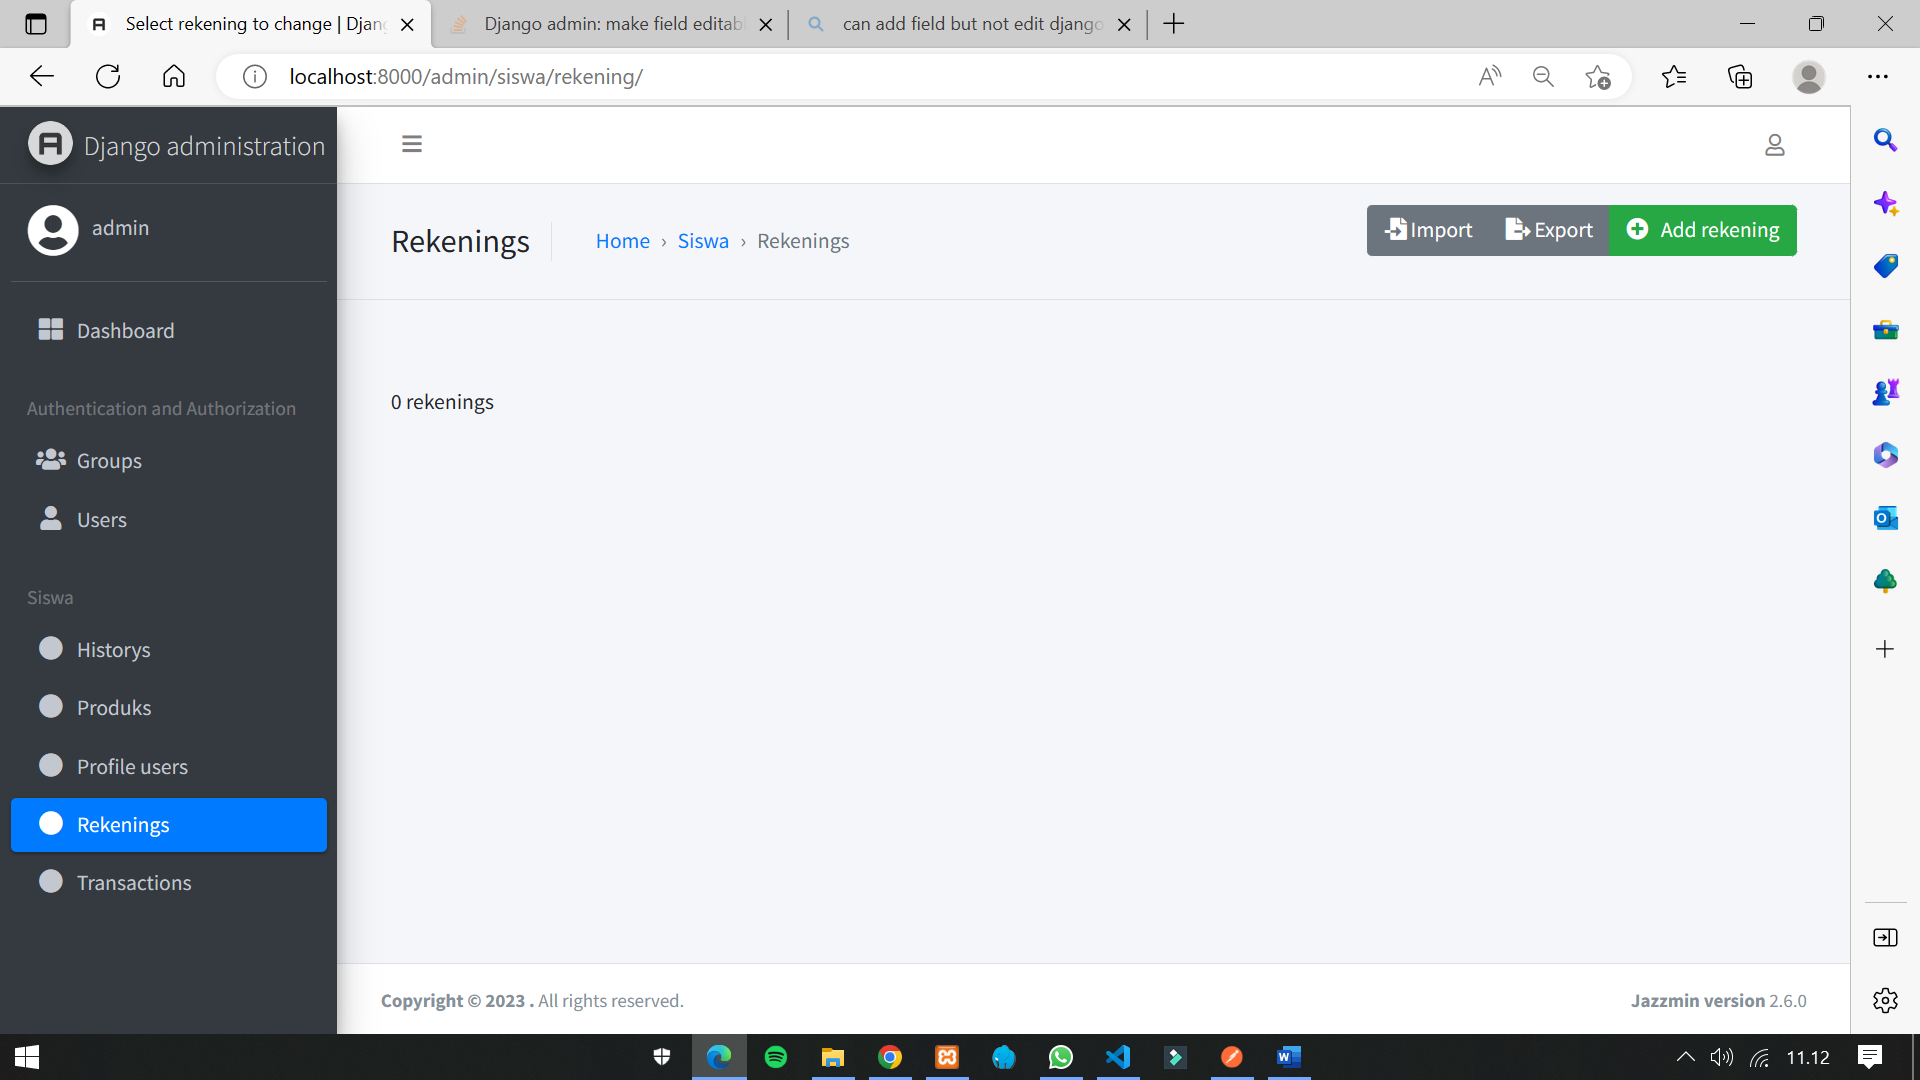 Select rekening to change | Djang
Django admin: make field editab
can add field but not edit django
localhost:8000/admin/siswa/rekening/
Django administration
admin
Dashboard
Authentication and Authorization
Groups
Users
Siswa
Historys
Produks
Profile users
Rekenings
Transactions
Rekenings
Home › Siswa › Rekenings
Import
Export
Add rekening
0 rekenings
Copyright © 2023 . All rights reserved.
Jazzmin version 2.6.0
11.12